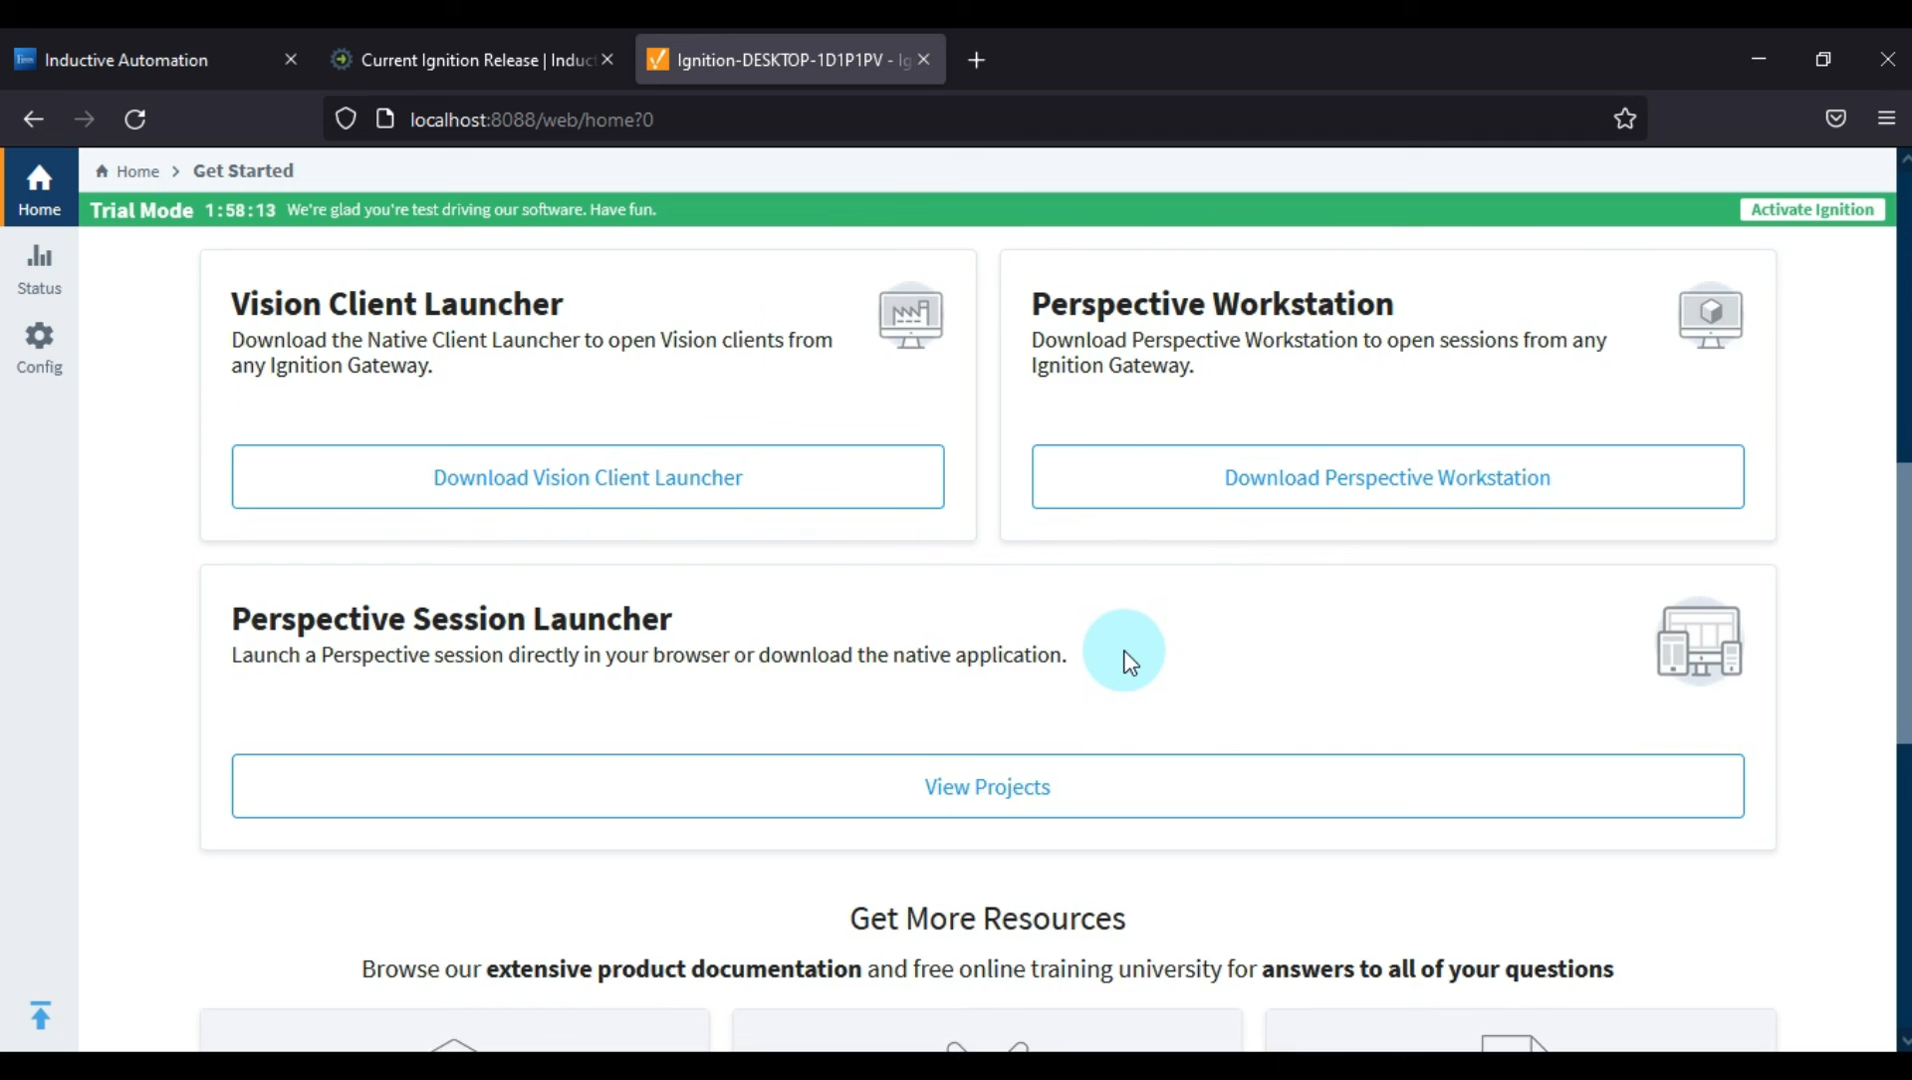 Inductive Automation
Current Ignition Release | Induct
Ignition-DESKTOP-1D1P1PV - Ig
localhost:8088/web/home?0
Home > Get Started
Home
Trial Mode 1:58:13 We're glad you're test driving our software. Have fun.
Activate Ignition
Status
Config
Vision Client Launcher
Download the Native Client Launcher to open Vision clients from
any Ignition Gateway.
Download Vision Client Launcher
Perspective Workstation
Download Perspective Workstation to open sessions from any
Ignition Gateway.
Download Perspective Workstation
Perspective Session Launcher
Launch a Perspective session directly in your browser or download the native application.
View Projects
Get More Resources
Browse our extensive product documentation and free online training university for answers to all of your questions